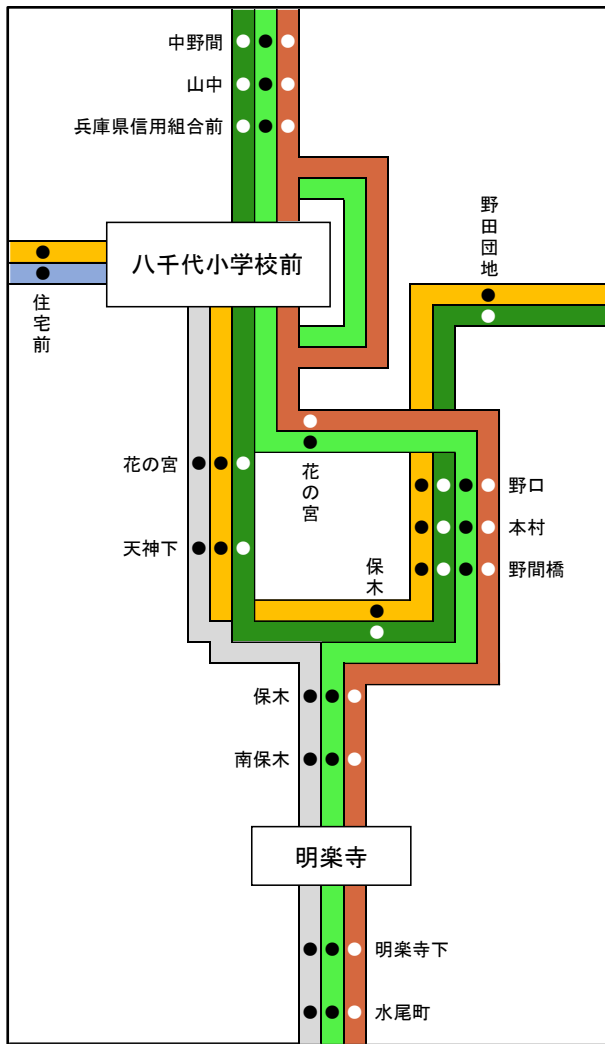 中野間
山中
兵庫県信用組合前
八千代小学校前
野田団地
住宅前
花の宮
花の宮
野口
本村
天神下
保木
野間橋
保木
南保木
明楽寺
明楽寺下
水尾町